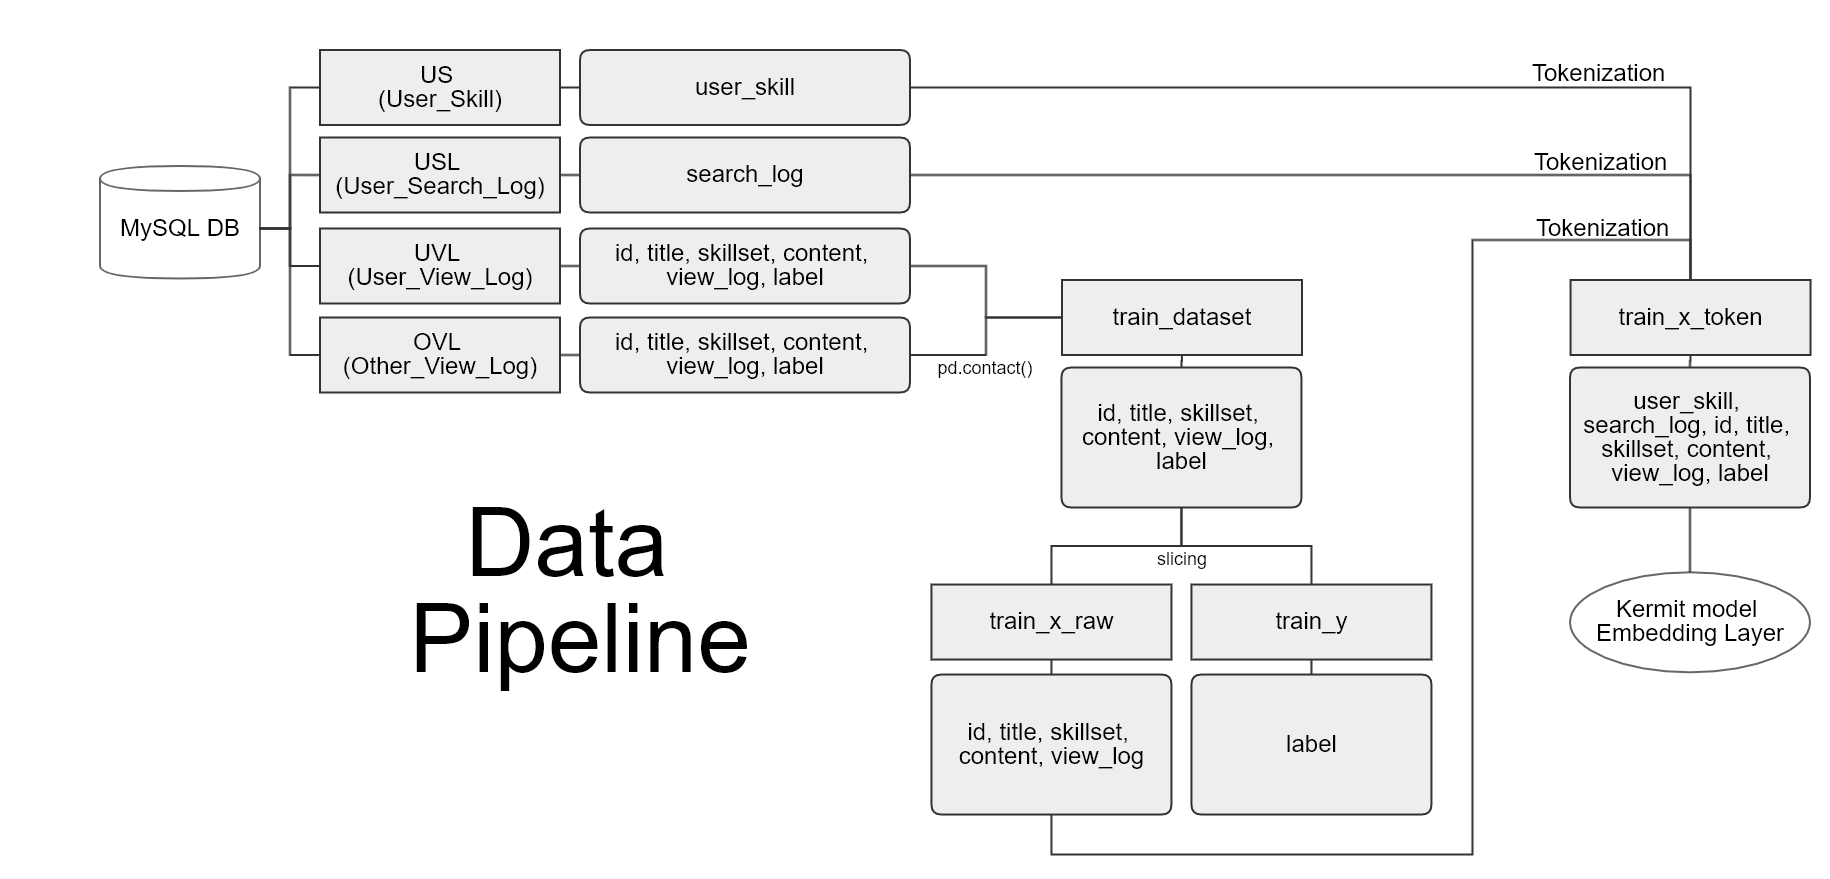 US
(User_Skill)
user_skill
Tokenization
USL
(User_Search_Log)
search_log
Tokenization
MySQL DB
UVL
(User_View_Log)
id, title, skillset, content,
view_log, label
Tokenization
OVL
(Other_View_Log)
id, title, skillset, content,
view_log, label
pd.contact()
train_dataset
train_x_token
id, title, skillset,
content, view_log,
label
user_skill,
search_log, id, title,
skillset, content,
view_log, label
Data
Pipeline
slicing
train_x_raw
train_y
Kermit model
Embedding Layer
id, title, skillset,
content, view_log
label